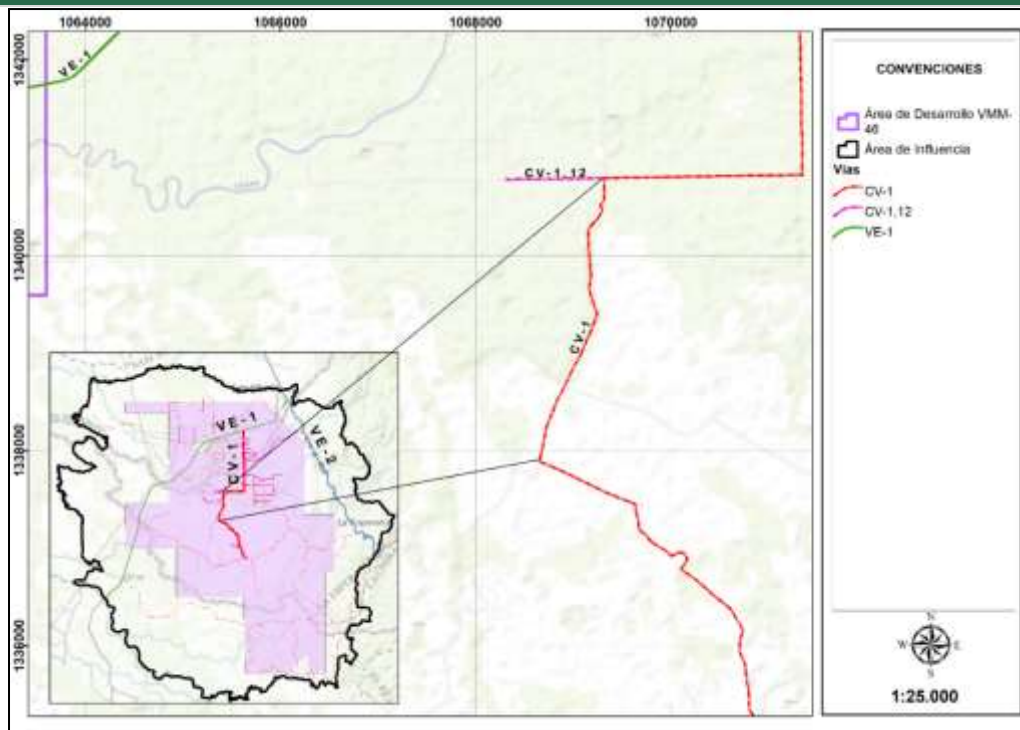 1064000
1066000
1068000
1070000
1342000
1340000
1338000
1336000
VE-1
CV-1,12
CV-1
VE-1
CV-1
VE-2
CONVENCIONES
Área de Desarrollo VMM-
46
Área de Influencia
Vías
CV-1
CV-1,12
VE-1
N
W
E
S
1:25.000